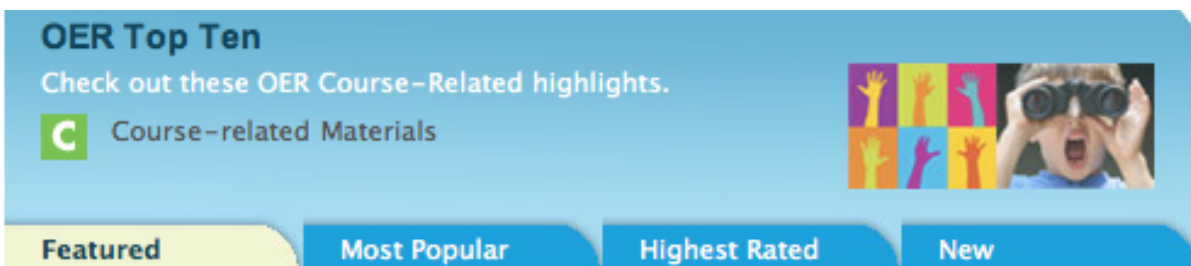 OER Top Ten
Check out these OER Course-Related highlights.
C Course-related Materials
Featured Most Popular Highest Rated New